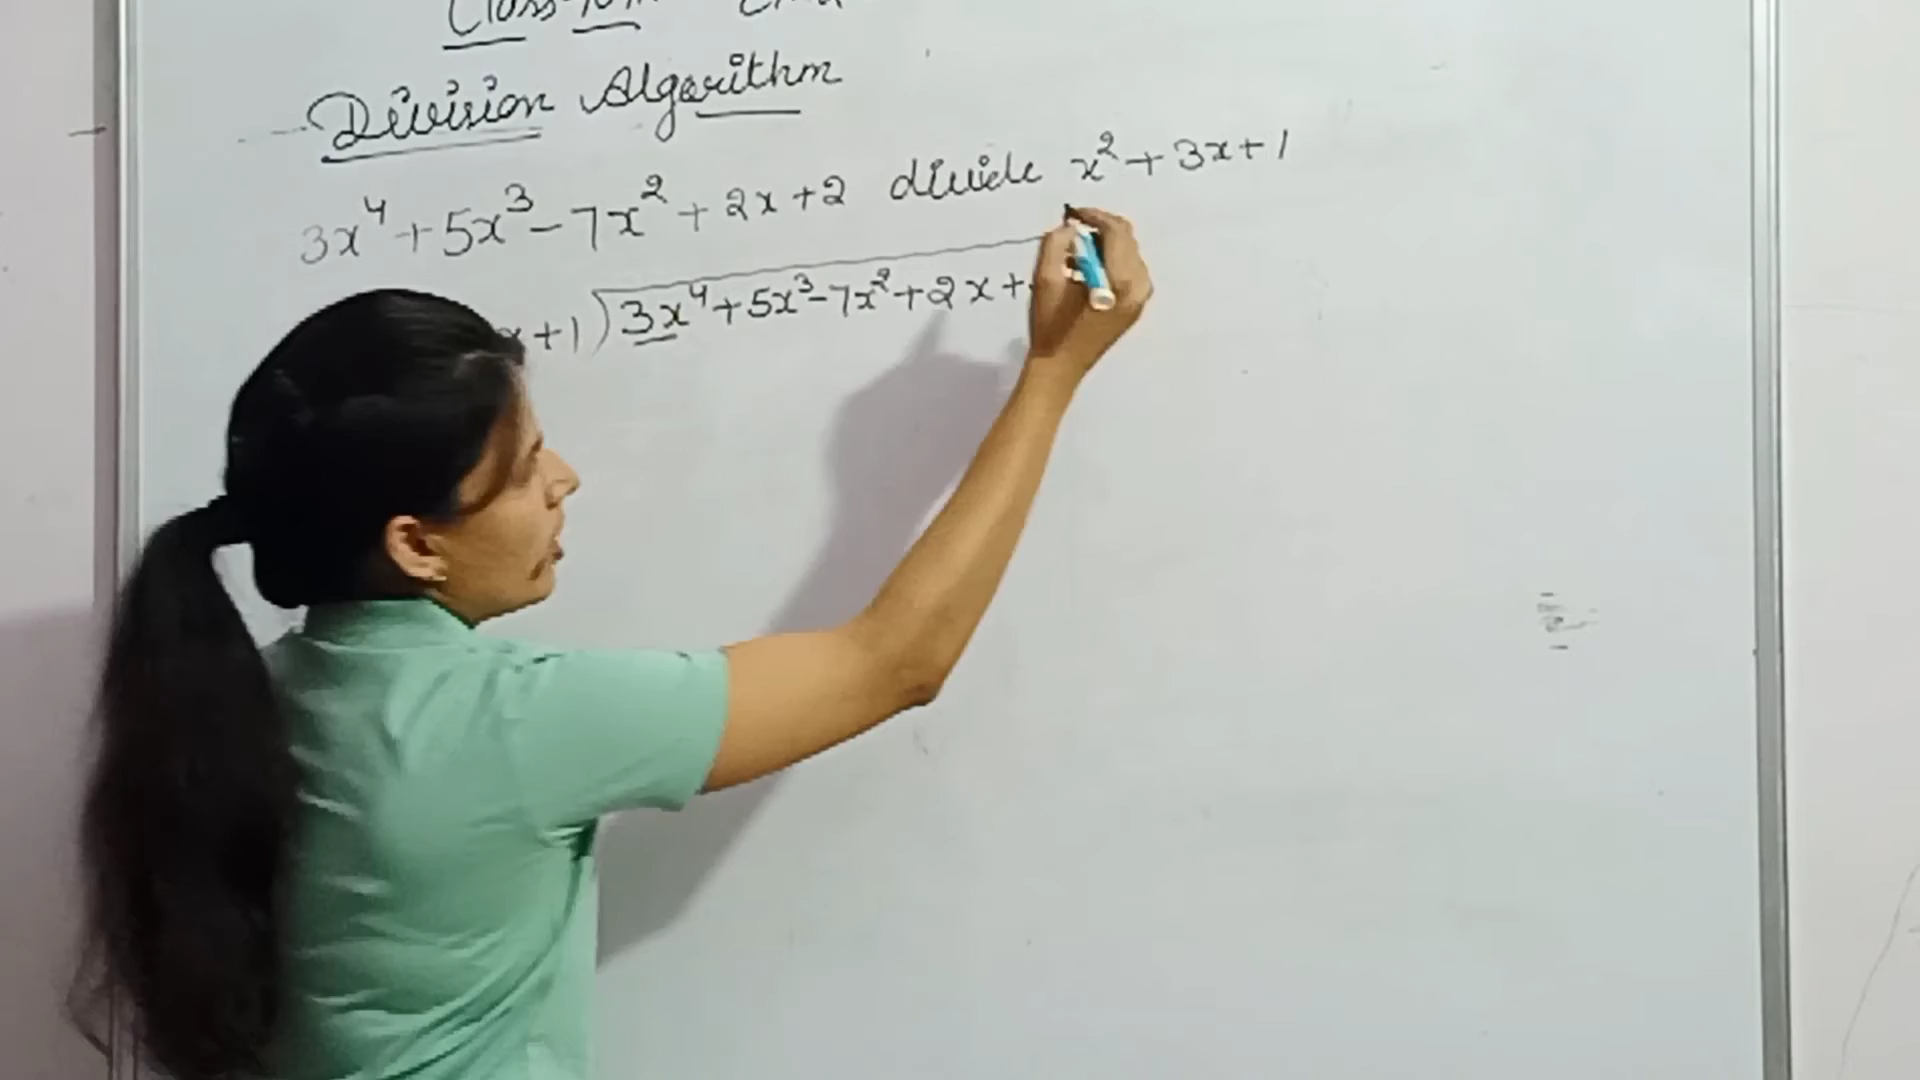 Division Algorithm
3x⁴+5x³-7x²+2x+2 divide x²+3x+1
x+1)3x⁴+5x³-7x²+2x+